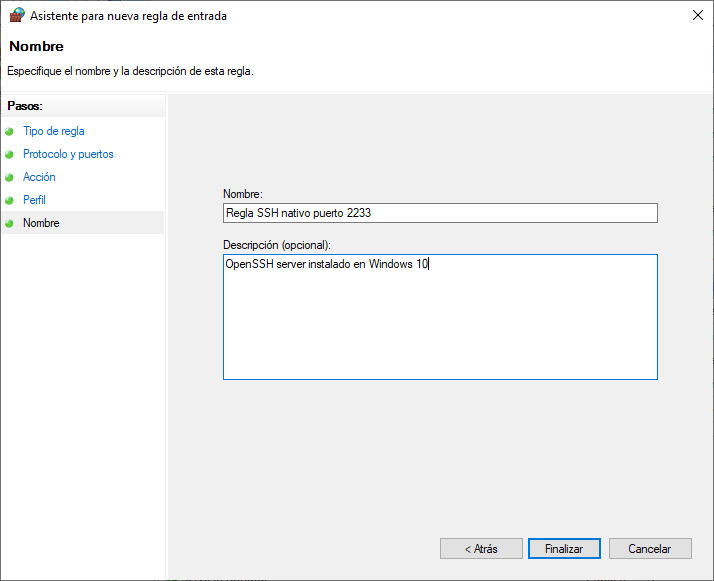 Asistente para nueva regla de entrada
Nombre
Especifique el nombre y la descripción de esta regla.
Pasos:
Tipo de regla
Protocolo y puertos
Acción
Perfil
Nombre
Nombre:
Regla SSH nativo puerto 2233
Descripción (opcional):
OpenSSH server instalado en Windows 10
< Atrás
Finalizar
Cancelar